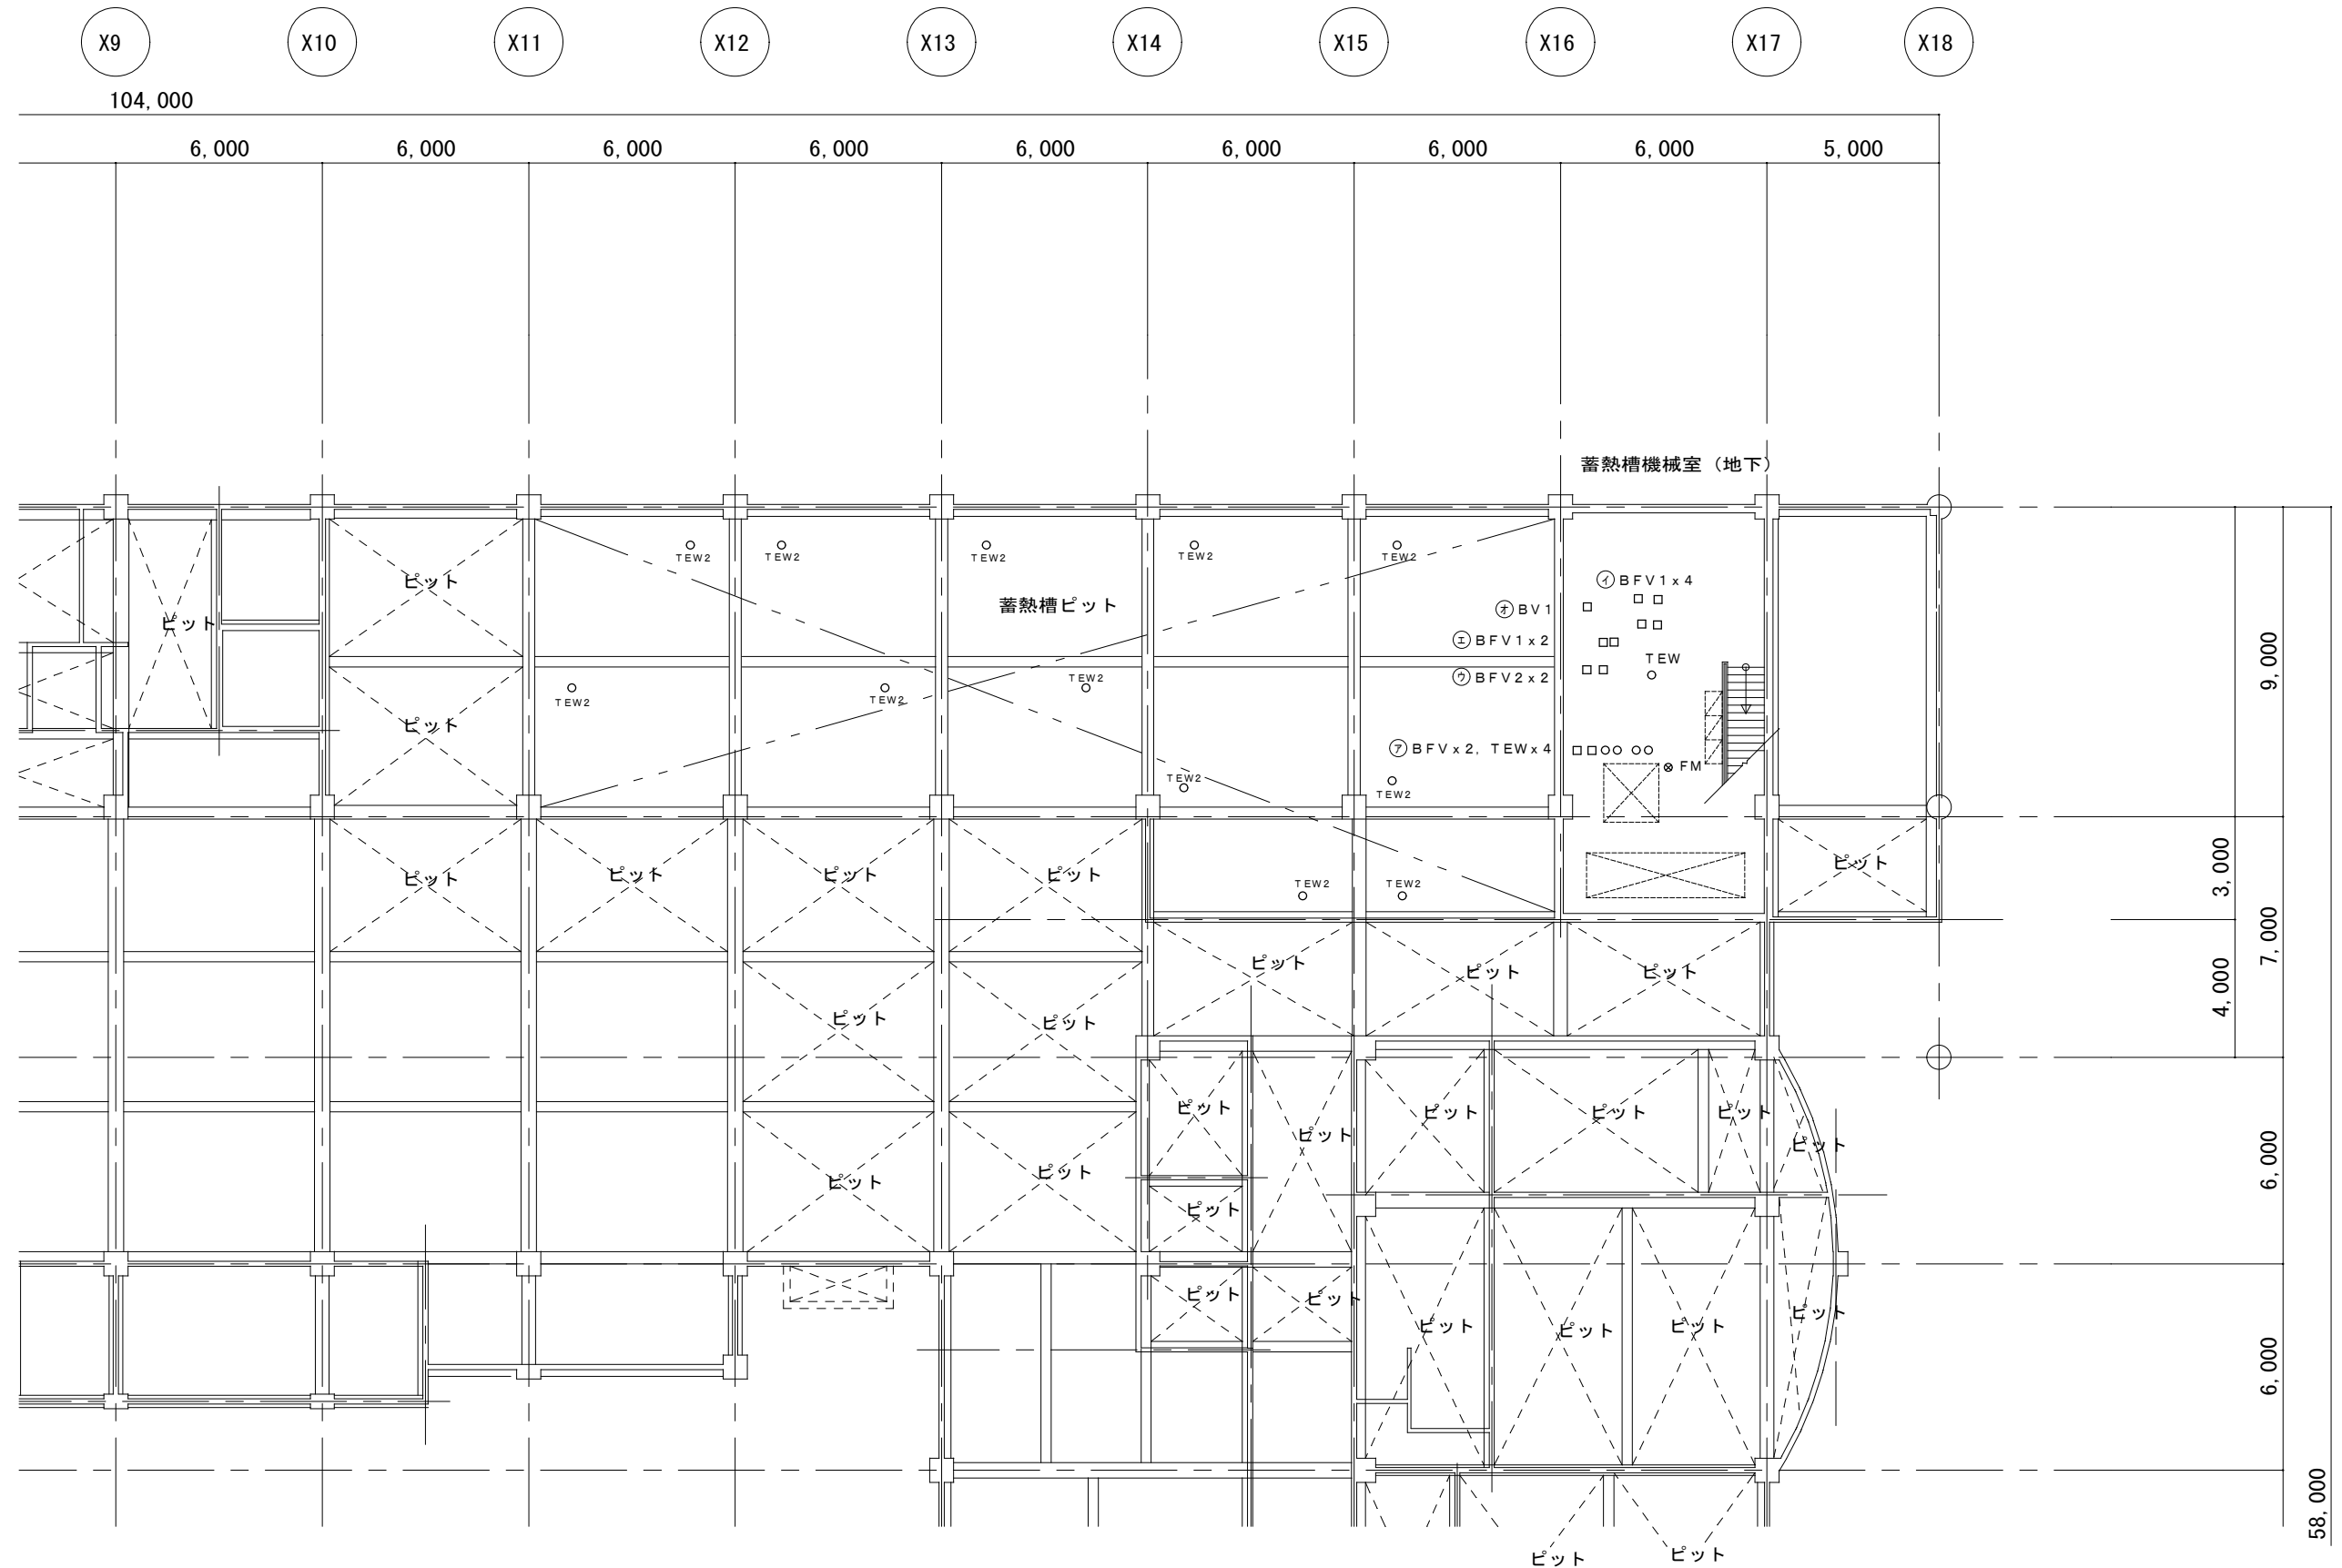 X9 X10 X11 X12 X13 X14 X15 X16 X17 X18
104,000
6,000 6,000 6,000 6,000 6,000 6,000 6,000 6,000 5,000
蓄熱槽機械室（地下）
TEW2 TEW2 TEW2 TEW2 TEW2
ピット
㋑BFV1x4
蓄熱槽ピット
㋔BV1
ピット
㋓BFV1x2
TEW
9,000
㋒BFV2x2
TEW2 TEW2 TEW2
ピット
㋐BFVx2, TEWx4
FM
TEW2 TEW2
ピット ピット ピット ピット ピット
3,000
TEW2 TEW2
7,000
ピット ピット ピット
4,000
ピット ピット
ピット ピット ピット ピット
ピット ピット
6,000
ピット ピット
ピット
ピット ピット ピット
ピット ピット ピット
6,000
58,000
ピット ピット